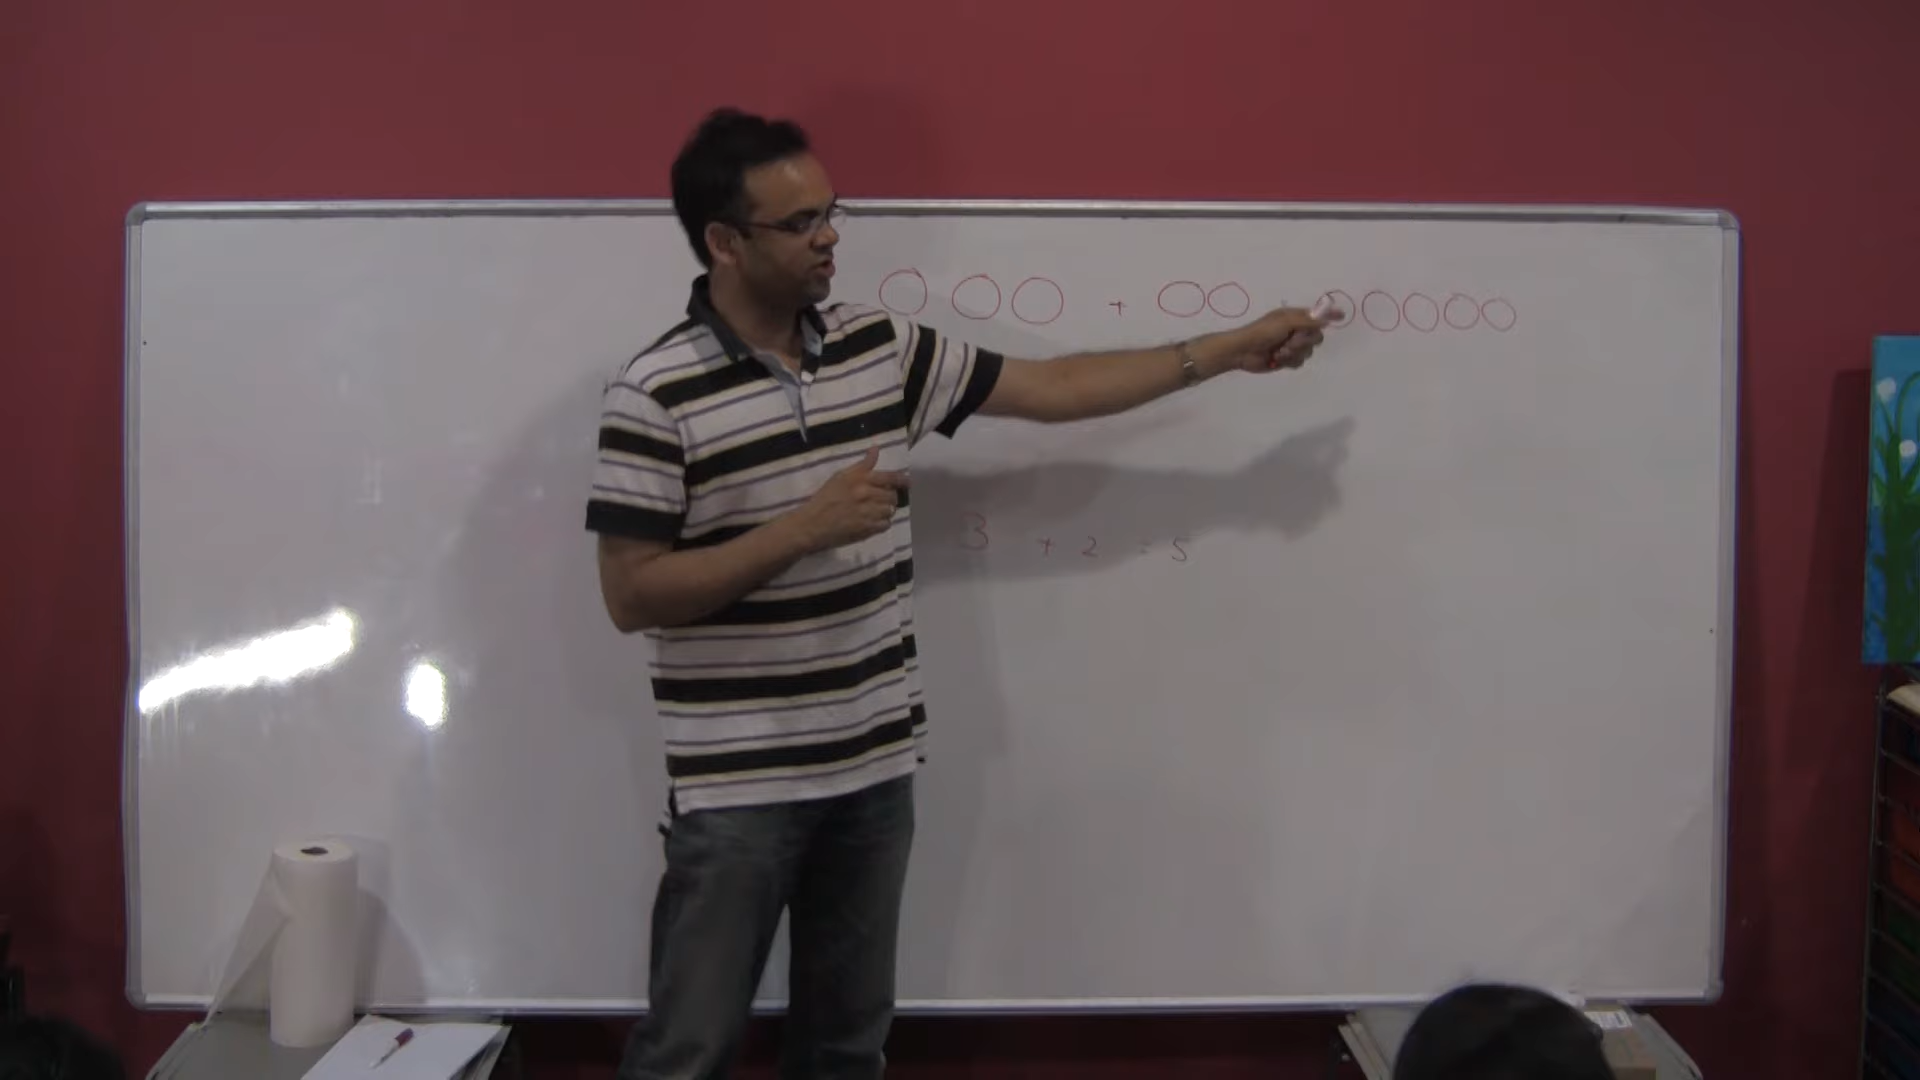 ○ ○ ○ + ○ ○ = ○ ○ ○ ○ ○
3 + 2 = 5